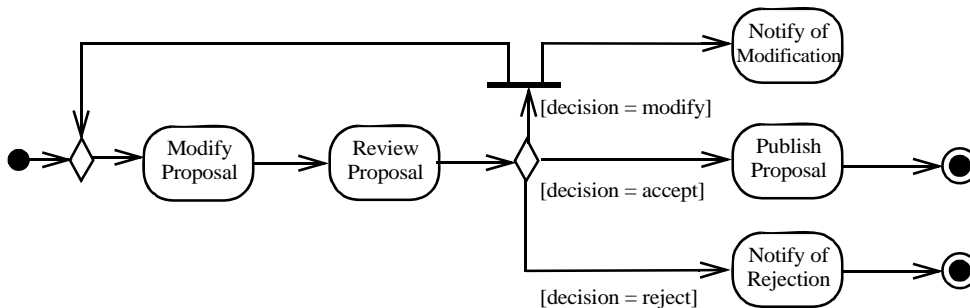 Notify of
Modification
[decision = modify]
Modify
Proposal
Review
Proposal
Publish
Proposal
[decision = accept]
Notify of
Rejection
[decision = reject]